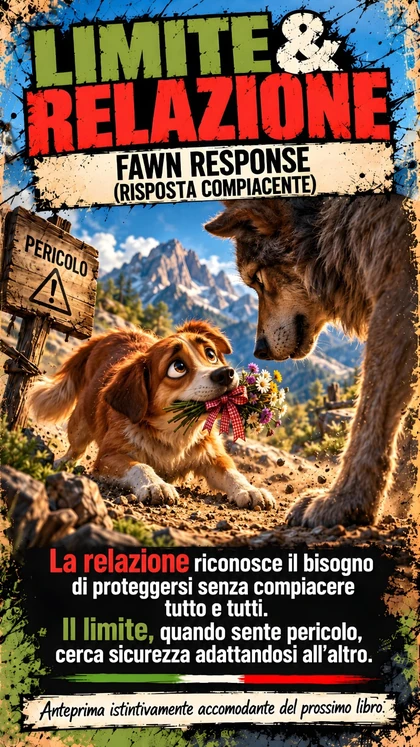 LIMITE &
RELAZIONE
FAWN RESPONSE
(RISPOSTA COMPIACENTE)
PERICOLO
La relazione riconosce il bisogno
di proteggersi senza compiacere
tutto e tutti.
Il limite, quando sente pericolo,
cerca sicurezza adattandosi all'altro.
Anteprima istintivamente accomodante del prossimo libro.